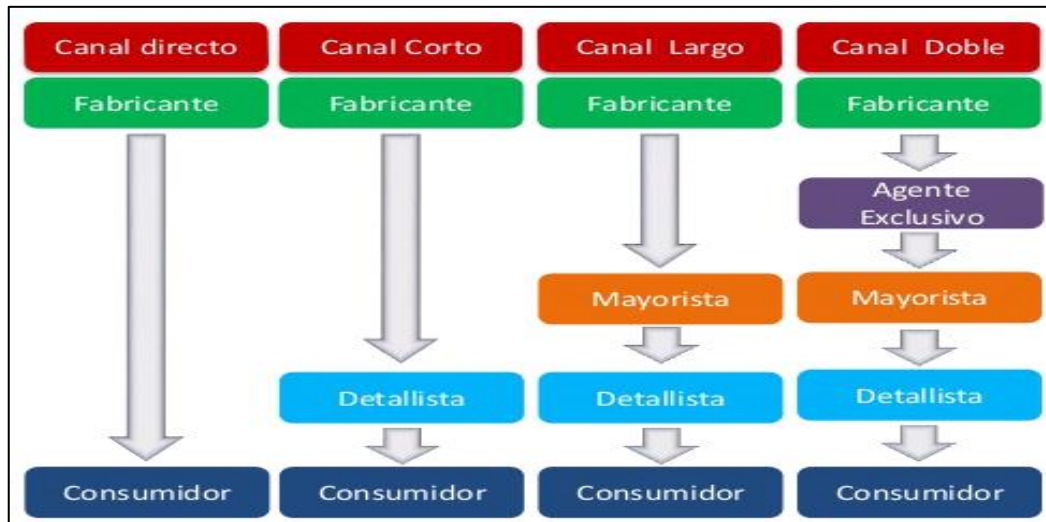 Canal directo
Canal Corto
Canal Largo
Canal Doble
Fabricante
Fabricante
Fabricante
Fabricante
Agente
Exclusivo
Mayorista
Mayorista
Detallista
Detallista
Detallista
Consumidor
Consumidor
Consumidor
Consumidor